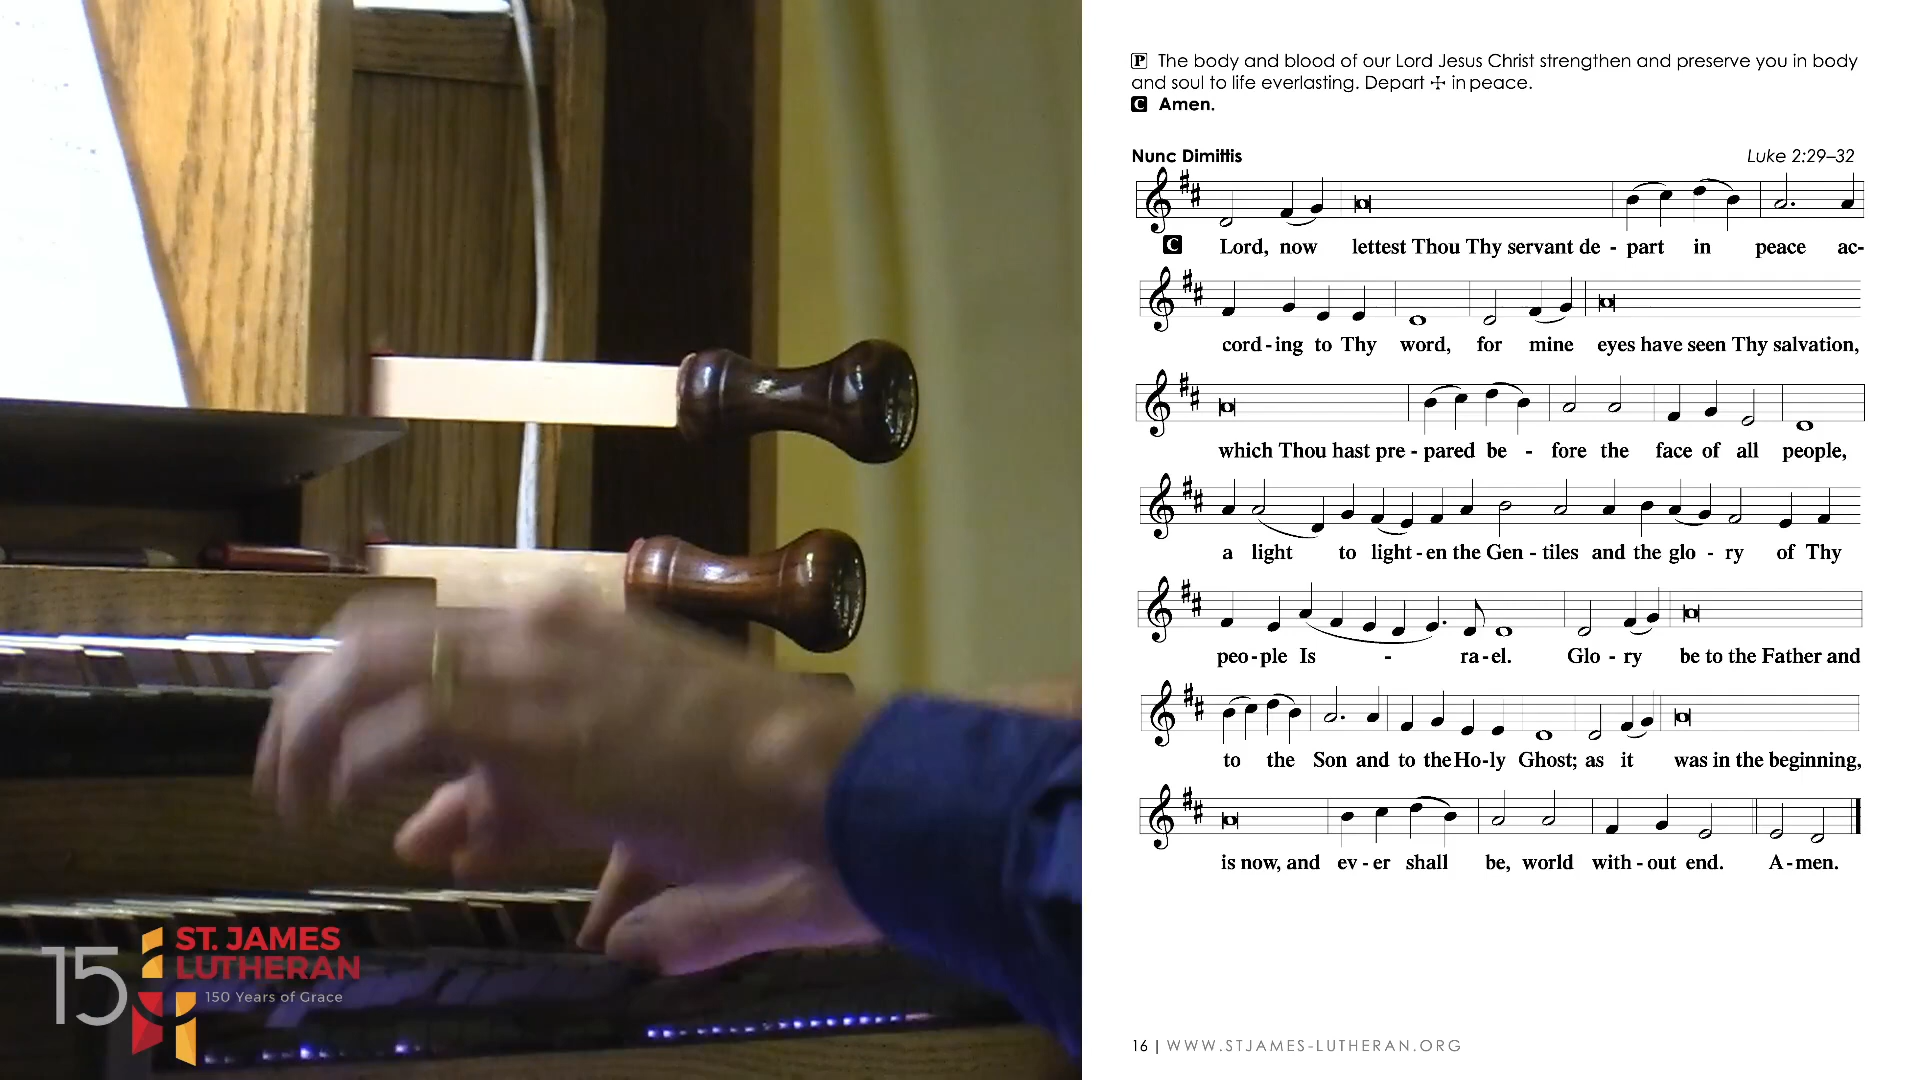 P The body and blood of our Lord Jesus Christ strengthen and preserve you in body
and soul to life everlasting. Depart ☩ in peace.
C Amen.
Nunc Dimittis Luke 2:29–32
C Lord, now lettest Thou Thy servant de - part in peace ac-
cord - ing to Thy word, for mine eyes have seen Thy salvation,
which Thou hast pre - pared be - fore the face of all people,
a light to light - en the Gen - tiles and the glo - ry of Thy
peo - ple Is - ra - el. Glo - ry be to the Father and
to the Son and to the Ho - ly Ghost; as it was in the beginning,
is now, and ev - er shall be, world with - out end. A - men.
16 | WWW.STJAMES-LUTHERAN.ORG
15
ST. JAMES
LUTHERAN
150 Years of Grace